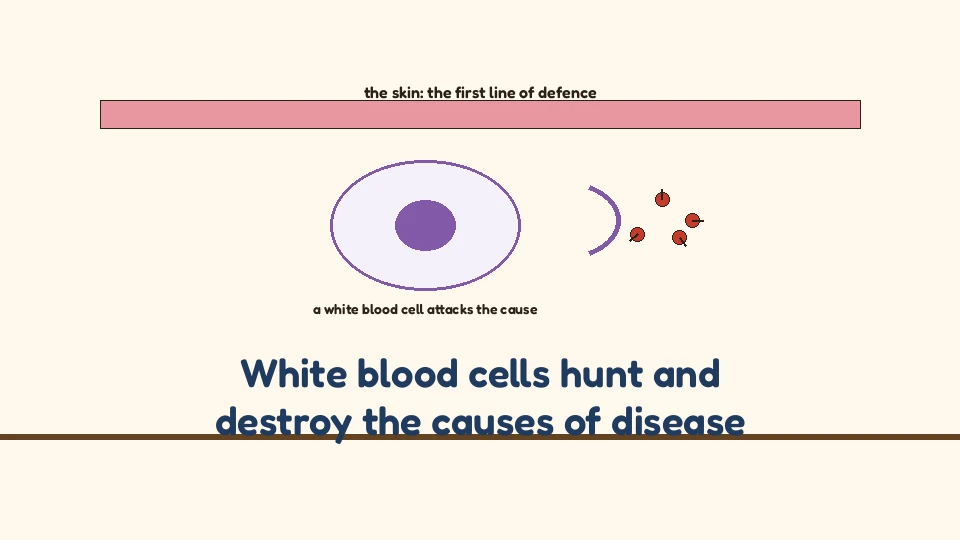 the skin: the first line of defence
a white blood cell attacks the cause
White blood cells hunt and
destroy the causes of disease